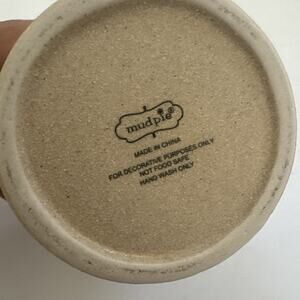 mudpie
MADE IN CHINA
FOR DECORATIVE PURPOSES ONLY
NOT FOOD SAFE
HAND WASH ONLY